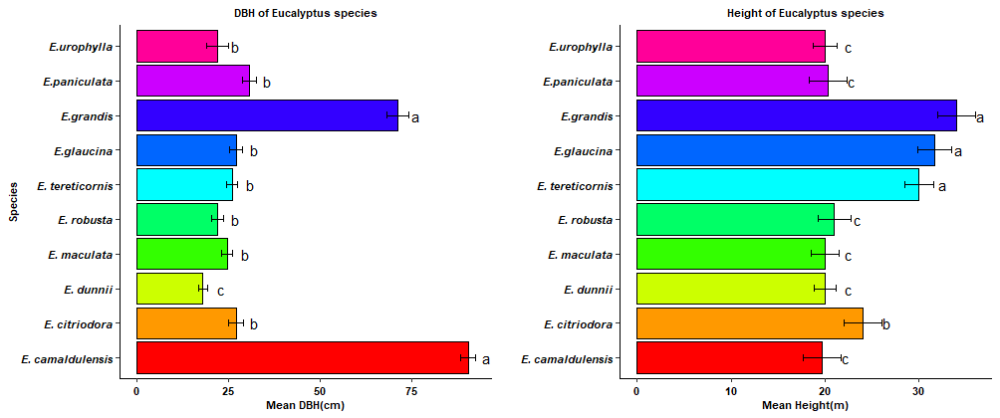 DBH of Eucalyptus species
Species
E.urophylla b
E.paniculata b
E.grandis a
E.glaucina b
E. tereticornis b
E. robusta b
E. maculata b
E. dunnii c
E. citriodora b
E. camaldulensis a
0 25 50 75
Mean DBH(cm)
Height of Eucalyptus species
E.urophylla c
E.paniculata c
E.grandis a
E.glaucina a
E. tereticornis a
E. robusta c
E. maculata c
E. dunnii c
E. citriodora b
E. camaldulensis c
0 10 20 30
Mean Height(m)